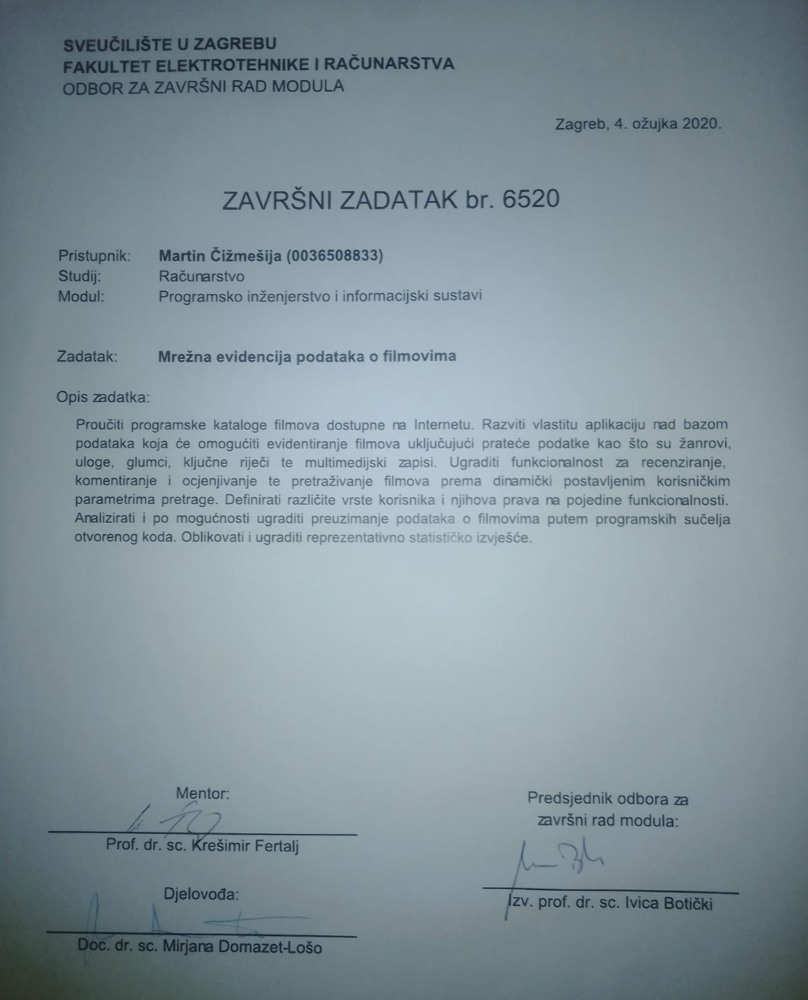 SVEUČILIŠTE U ZAGREBU
FAKULTET ELEKTROTEHNIKE I RAČUNARSTVA
ODBOR ZA ZAVRŠNI RAD MODULA
Zagreb, 4. ožujka 2020.
ZAVRŠNI ZADATAK br. 6520
Pristupnik: Martin Čižmešija (0036508833)
Studij: Računarstvo
Modul: Programsko inženjerstvo i informacijski sustavi
Zadatak: Mrežna evidencija podataka o filmovima
Opis zadatka:
Proučiti programske kataloge filmova dostupne na Internetu. Razviti vlastitu aplikaciju nad bazom
podataka koja će omogućiti evidentiranje filmova uključujući prateće podatke kao što su žanrovi,
uloge, glumci, ključne riječi te multimedijski zapisi. Ugraditi funkcionalnost za recenziranje,
komentiranje i ocjenjivanje te pretraživanje filmova prema dinamički postavljenim korisničkim
parametrima pretrage. Definirati različite vrste korisnika i njihova prava na pojedine funkcionalnosti.
Analizirati i po mogućnosti ugraditi preuzimanje podataka o filmovima putem programskih sučelja
otvorenog koda. Oblikovati i ugraditi reprezentativno statističko izvješće.
Mentor:
Prof. dr. sc. Krešimir Fertalj
Djelovođa:
Doc. dr. sc. Mirjana Domazet-Lošo
Predsjednik odbora za
završni rad modula:
Izv. prof. dr. sc. Ivica Botički